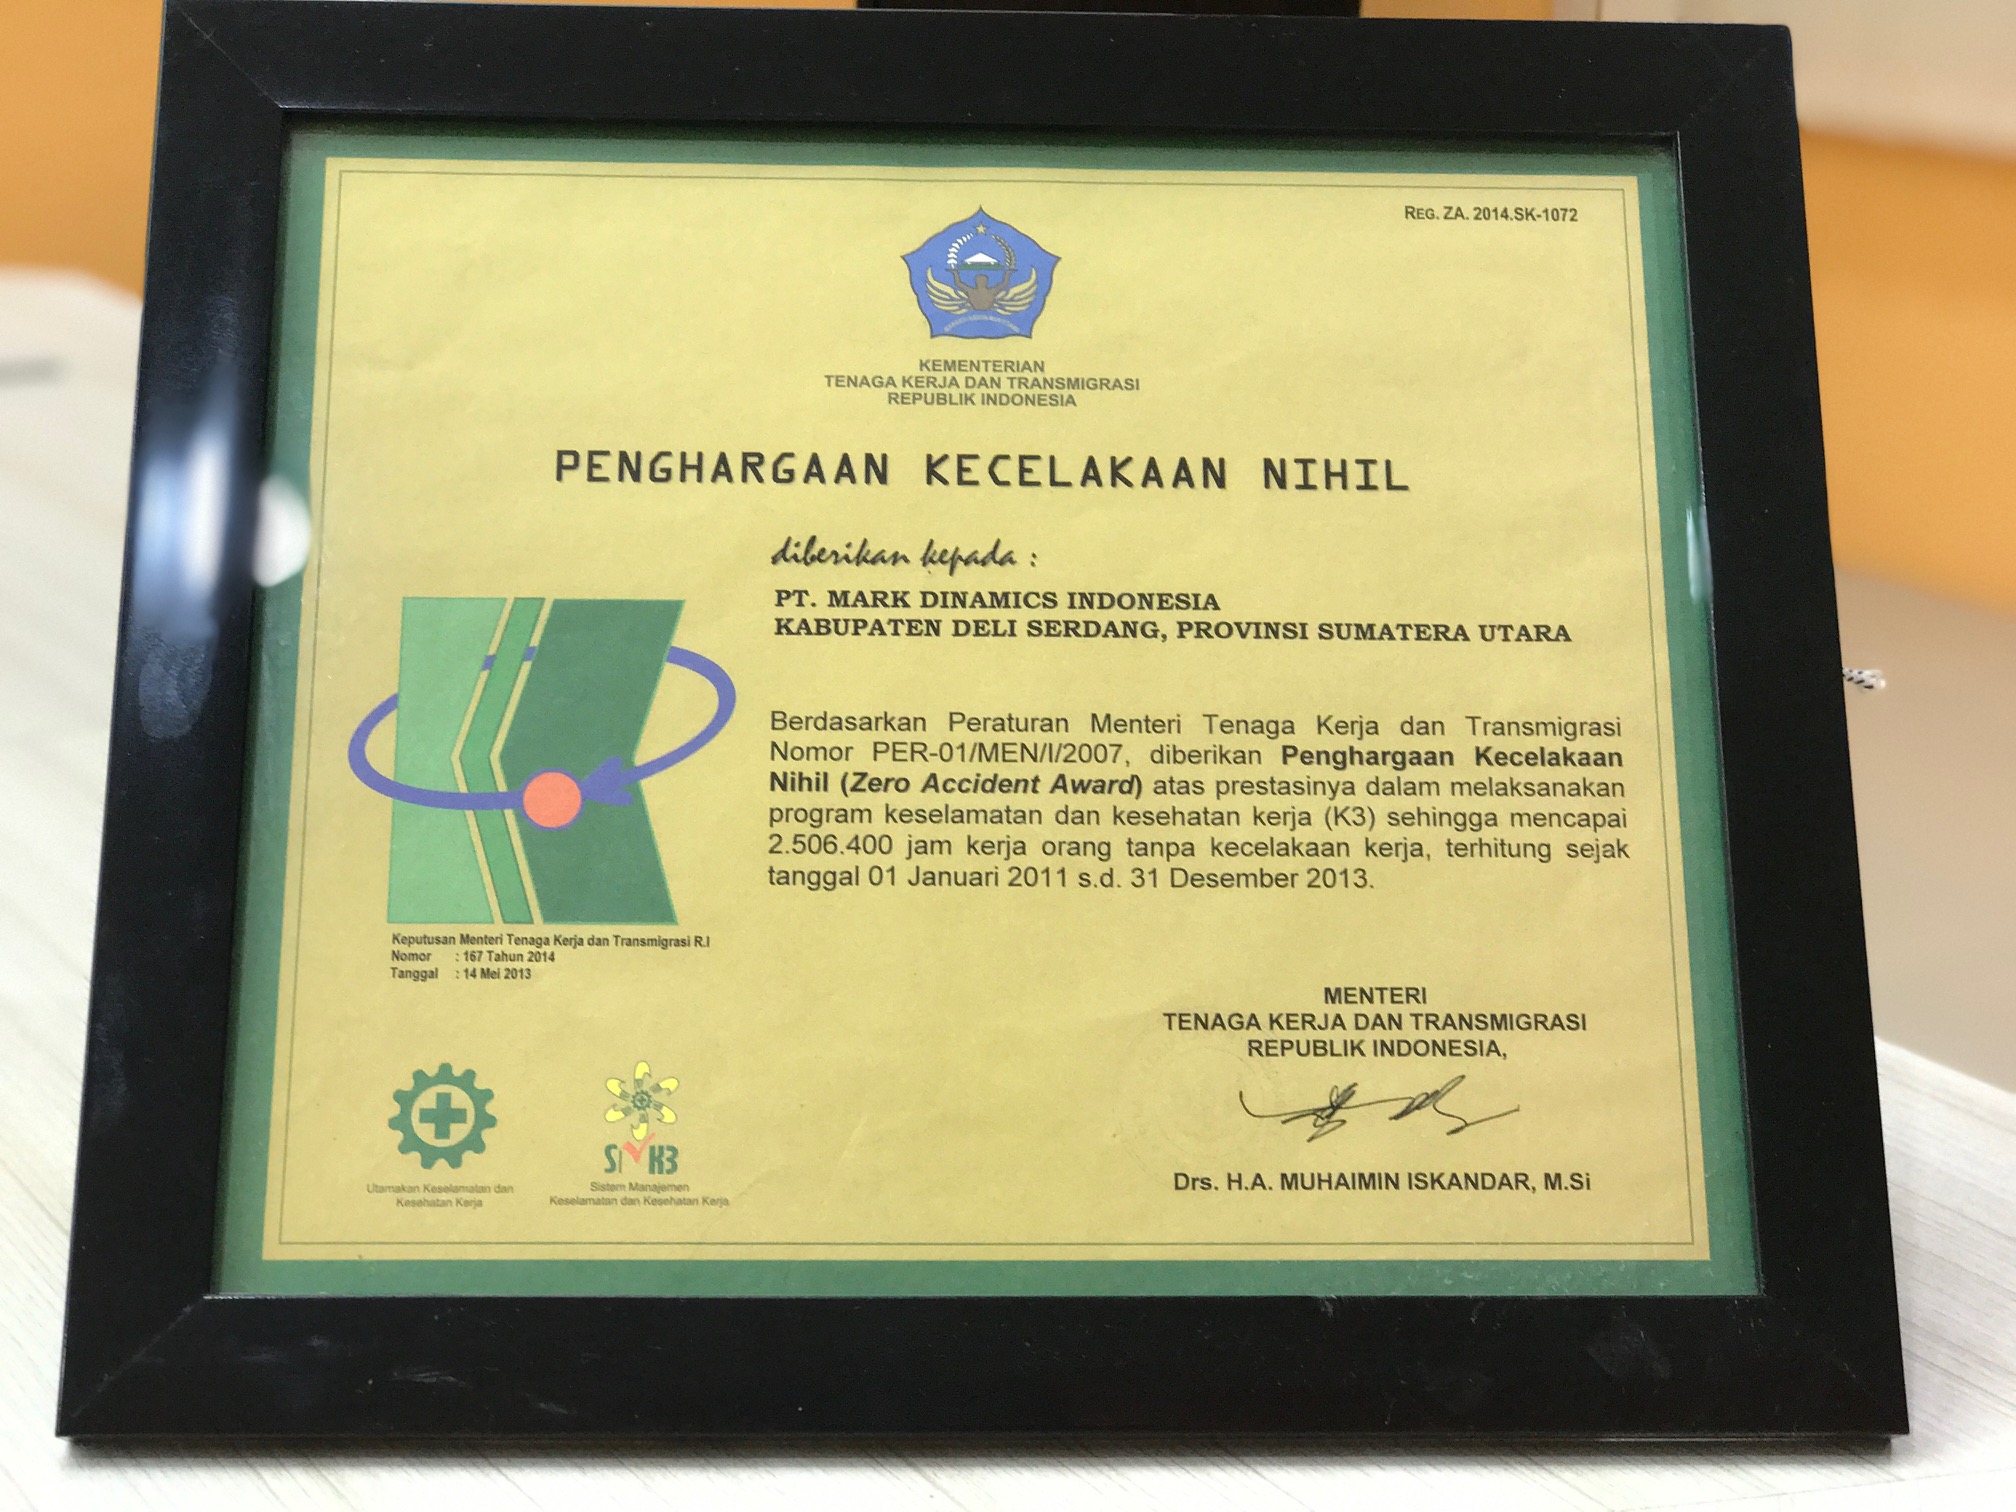 REG. ZA. 2014.SK-1072
KEMENTERIAN
TENAGA KERJA DAN TRANSMIGRASI
REPUBLIK INDONESIA
PENGHARGAAN KECELAKAAN NIHIL
diberikan kepada :
PT. MARK DINAMICS INDONESIA
KABUPATEN DELI SERDANG, PROVINSI SUMATERA UTARA
Berdasarkan Peraturan Menteri Tenaga Kerja dan Transmigrasi
Nomor PER-01/MEN/I/2007, diberikan Penghargaan Kecelakaan
Nihil (Zero Accident Award) atas prestasinya dalam melaksanakan
program keselamatan dan kesehatan kerja (K3) sehingga mencapai
2.506.400 jam kerja orang tanpa kecelakaan kerja, terhitung sejak
tanggal 01 Januari 2011 s.d. 31 Desember 2013.
Keputusan Menteri Tenaga Kerja dan Transmigrasi R.I
Nomor : 167 Tahun 2014
Tanggal : 14 Mei 2013
MENTERI
TENAGA KERJA DAN TRANSMIGRASI
REPUBLIK INDONESIA,
Drs. H.A. MUHAIMIN ISKANDAR, M.Si
Utamakan Keselamatan dan
Kesehatan Kerja
Sistem Manajemen
Keselamatan dan Kesehatan Kerja